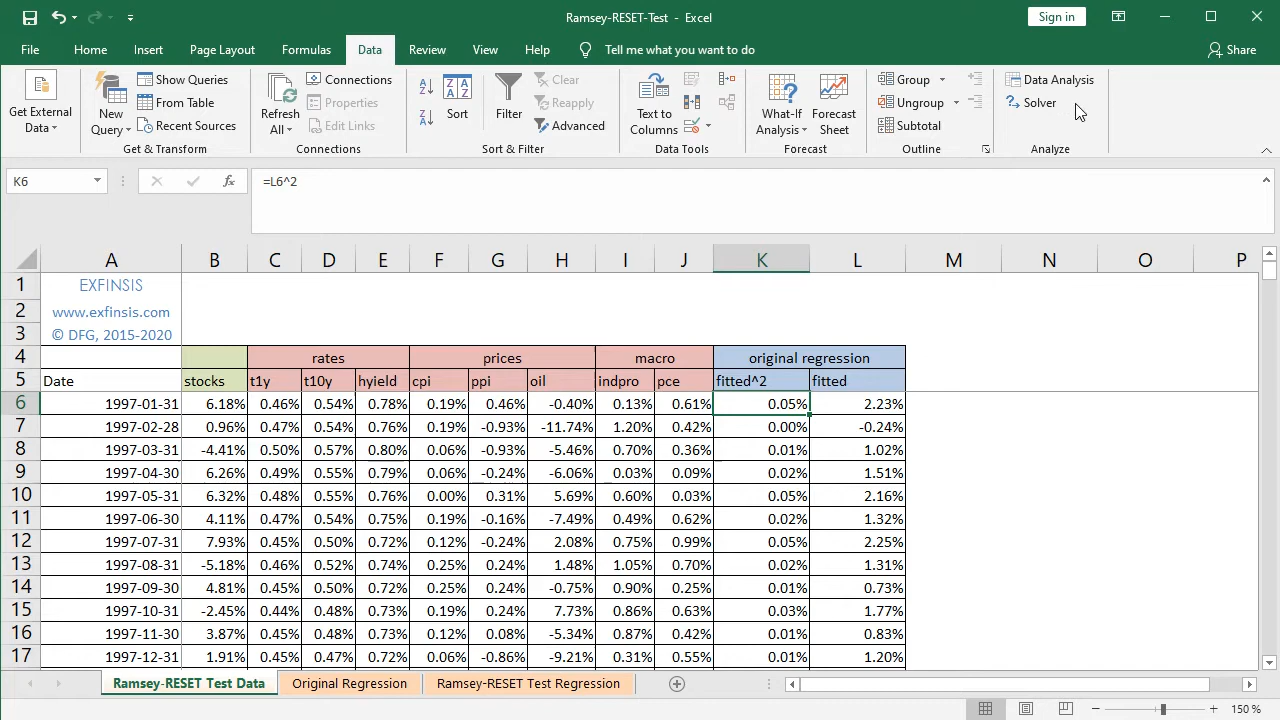 Ramsey-RESET-Test - Excel
Sign in
File Home Insert Page Layout Formulas Data Review View Help Tell me what you want to do Share
Get External Data
New Query
Show Queries
From Table
Recent Sources
Get & Transform
Refresh All
Connections
Properties
Edit Links
Connections
Sort
Filter
Clear
Reapply
Advanced
Sort & Filter
Text to Columns
Data Tools
What-If Analysis
Forecast Sheet
Forecast
Group
Ungroup
Subtotal
Outline
Data Analysis
Solver
Analyze
K6 fx =L6^2
A B C D E F G H I J K L M N O P
1 EXFINSIS
2 www.exfinsis.com
3 © DFG, 2015-2020
4 rates prices macro original regression
5 Date stocks t1y t10y hyield cpi ppi oil indpro pce fitted^2 fitted
6 1997-01-31 6.18% 0.46% 0.54% 0.78% 0.19% 0.46% -0.40% 0.13% 0.61% 0.05% 2.23%
7 1997-02-28 0.96% 0.47% 0.54% 0.76% 0.19% -0.93% -11.74% 1.20% 0.42% 0.00% -0.24%
8 1997-03-31 -4.41% 0.50% 0.57% 0.80% 0.06% -0.93% -5.46% 0.70% 0.36% 0.01% 1.02%
9 1997-04-30 6.26% 0.49% 0.55% 0.79% 0.06% -0.24% -6.06% 0.03% 0.09% 0.02% 1.51%
10 1997-05-31 6.32% 0.48% 0.55% 0.76% 0.00% 0.31% 5.69% 0.60% 0.03% 0.05% 2.16%
11 1997-06-30 4.11% 0.47% 0.54% 0.75% 0.19% -0.16% -7.49% 0.49% 0.62% 0.02% 1.32%
12 1997-07-31 7.93% 0.45% 0.50% 0.72% 0.12% -0.24% 2.08% 0.75% 0.99% 0.05% 2.25%
13 1997-08-31 -5.18% 0.46% 0.52% 0.74% 0.25% 0.24% 1.48% 1.05% 0.70% 0.02% 1.31%
14 1997-09-30 4.81% 0.45% 0.50% 0.72% 0.25% 0.24% -0.75% 0.90% 0.40% 0.01% 0.73%
15 1997-10-31 -2.45% 0.44% 0.48% 0.73% 0.19% 0.24% 7.73% 0.86% 0.63% 0.03% 1.77%
16 1997-11-30 3.87% 0.45% 0.48% 0.73% 0.12% 0.08% -5.34% 0.87% 0.42% 0.01% 0.83%
17 1997-12-31 1.91% 0.45% 0.47% 0.72% 0.06% -0.86% -9.21% 0.31% 0.55% 0.01% 1.20%
Ramsey-RESET Test Data Original Regression Ramsey-RESET Test Regression
150 %